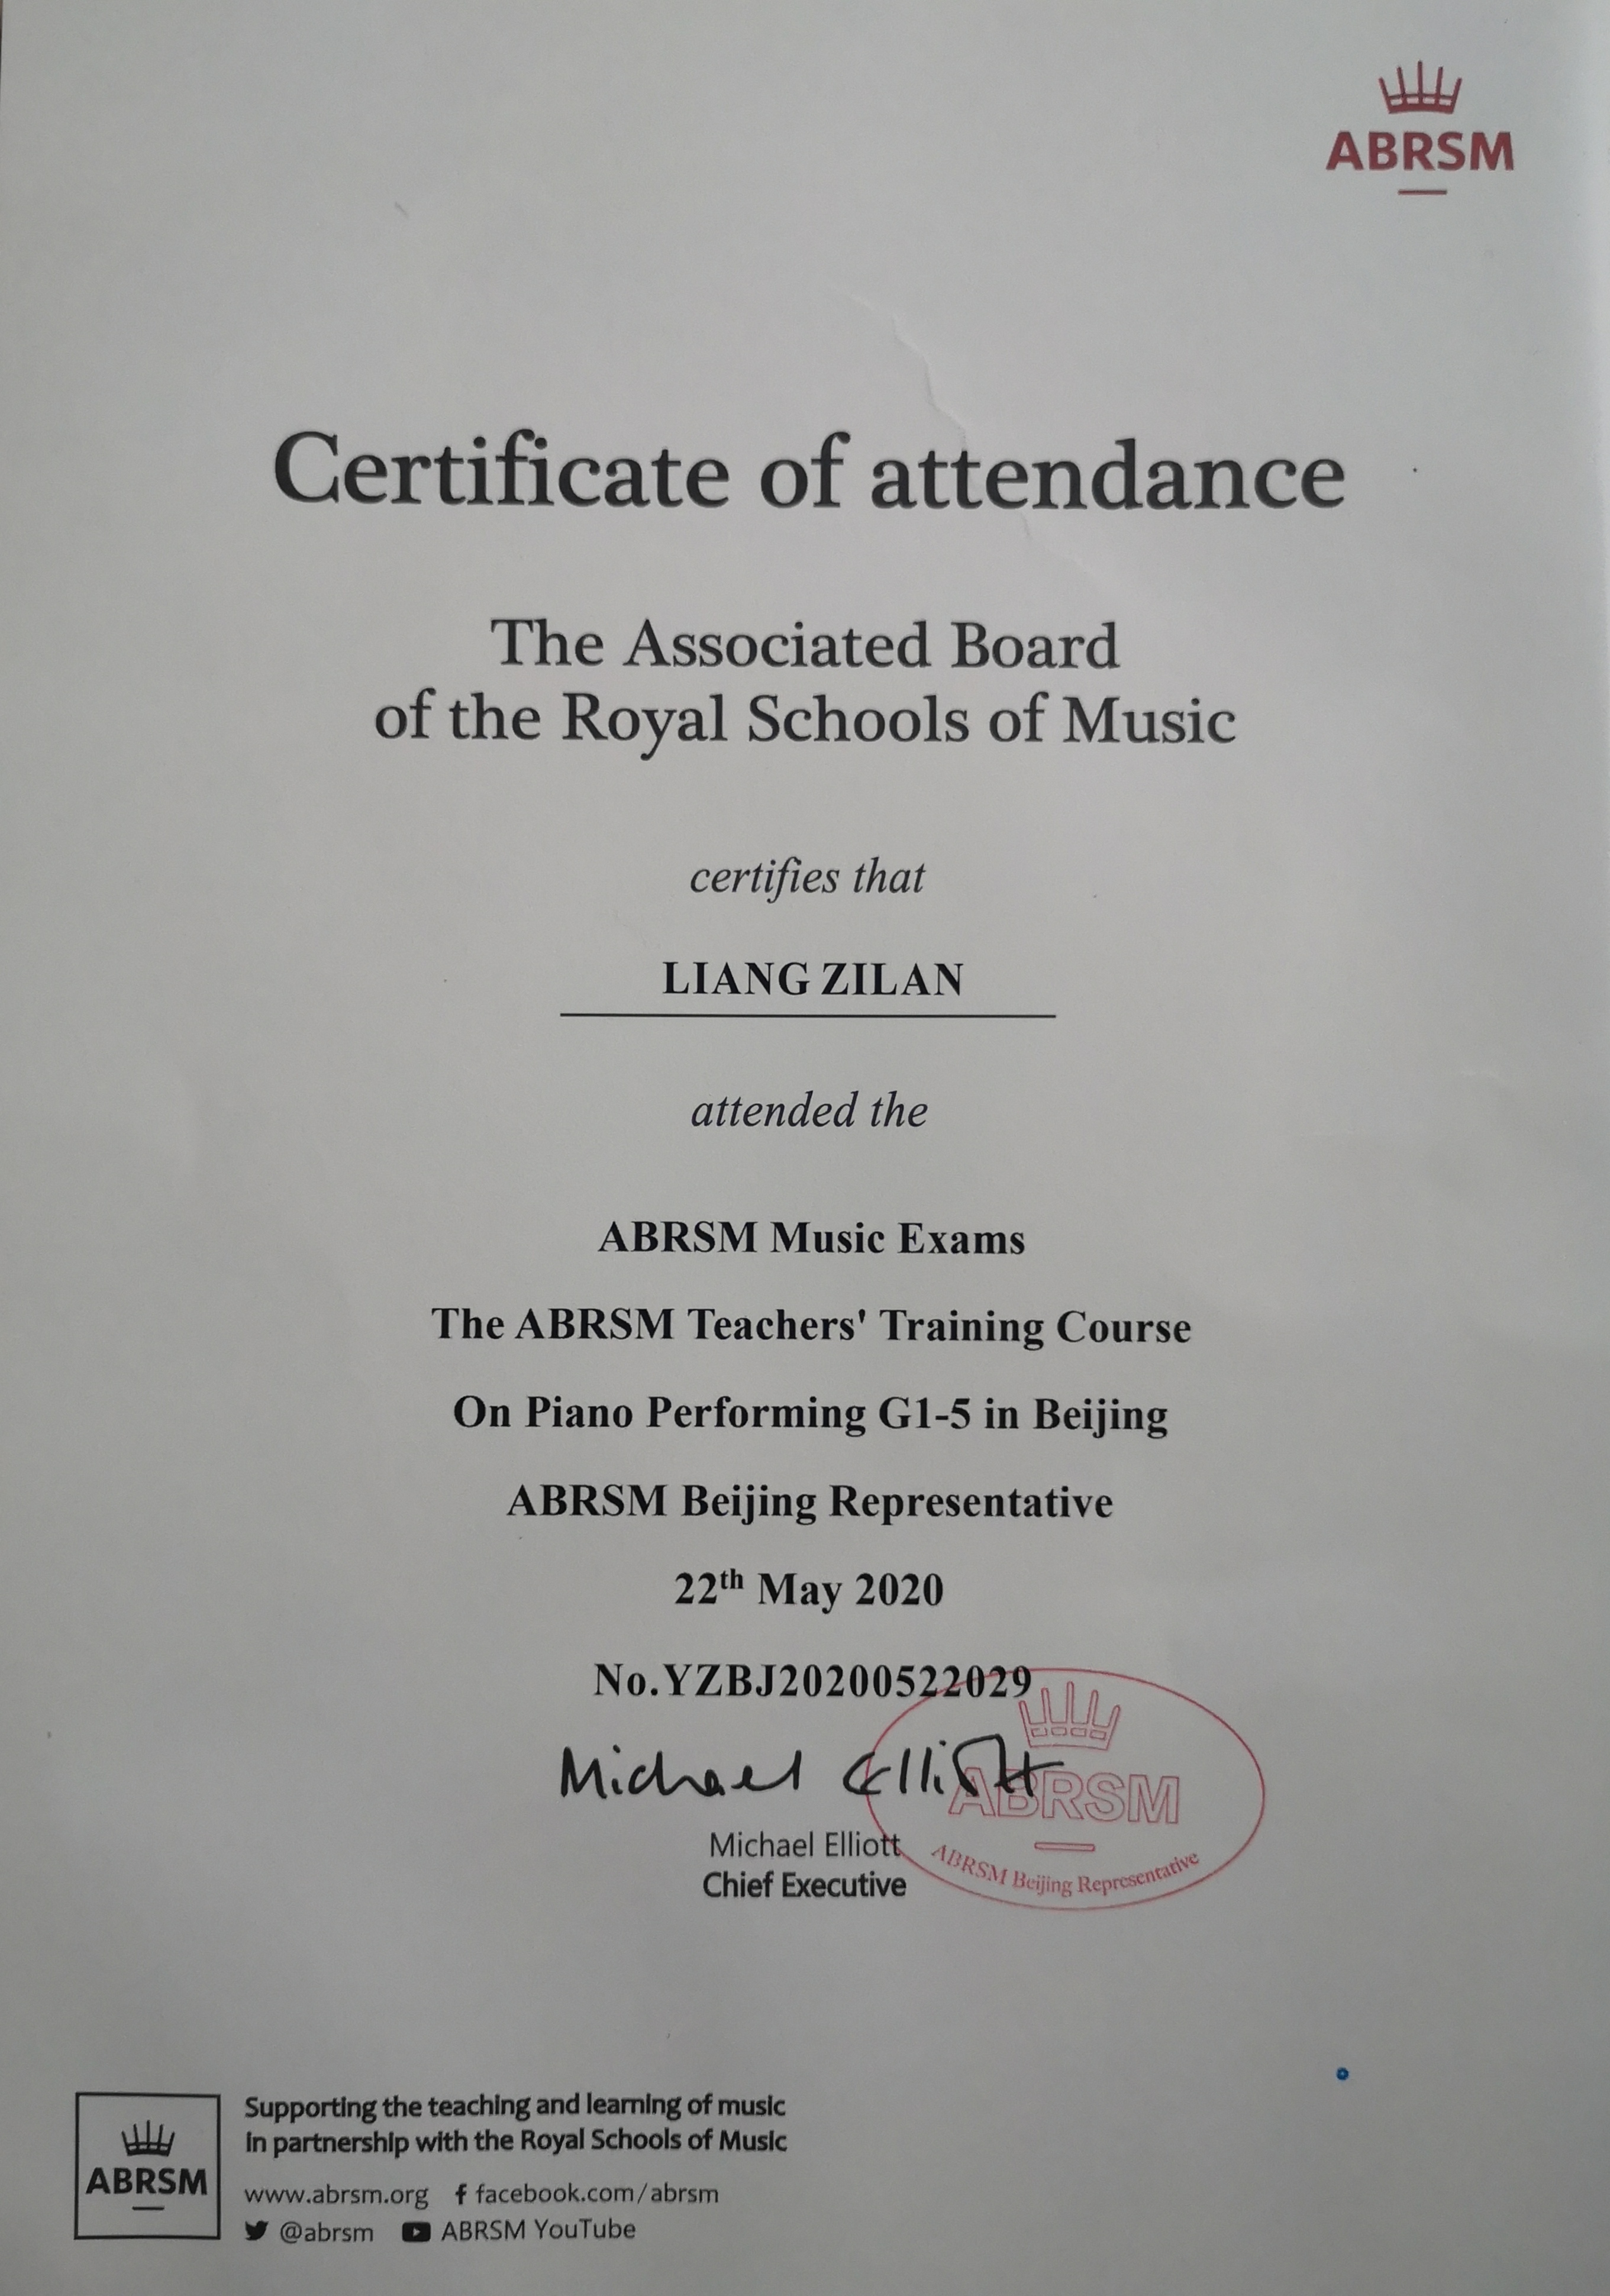 ABRSM
Certificate of attendance
The Associated Board
of the Royal Schools of Music
certifies that
LIANG ZILAN
attended the
ABRSM Music Exams
The ABRSM Teachers' Training Course
On Piano Performing G1-5 in Beijing
ABRSM Beijing Representative
22th May 2020
No.YZBJ20200522029
Michael Elliott
ABRSM
ABRSM Beijing Representative
Michael Elliott
Chief Executive
ABRSM
Supporting the teaching and learning of music
in partnership with the Royal Schools of Music
www.abrsm.org facebook.com/abrsm
@abrsm ABRSM YouTube